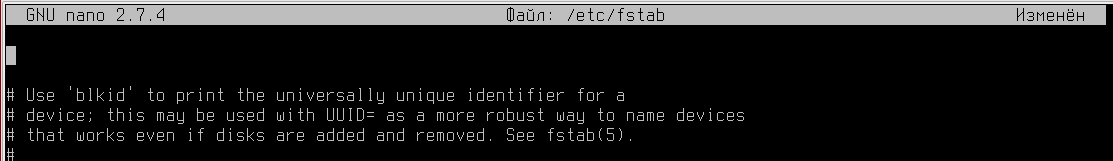 GNU nano 2.7.4 Файл: /etc/fstab Изменён
# Use 'blkid' to print the universally unique identifier for a
# device; this may be used with UUID= as a more robust way to name devices
# that works even if disks are added and removed. See fstab(5).
#